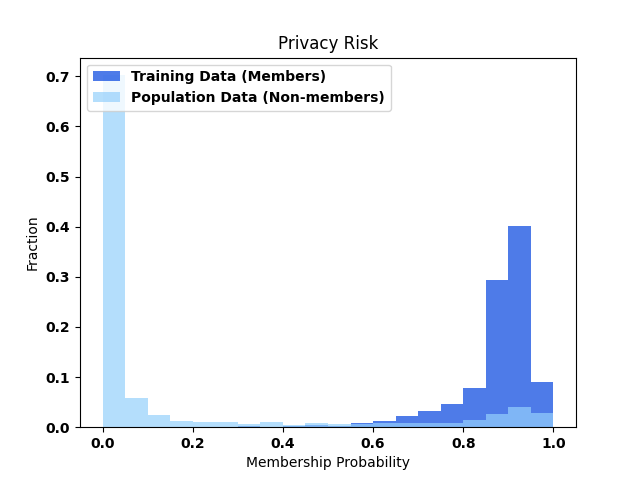 Privacy Risk
Training Data (Members)
Population Data (Non-members)
Fraction
0.7
0.6
0.5
0.4
0.3
0.2
0.1
0.0
0.0 0.2 0.4 0.6 0.8 1.0
Membership Probability